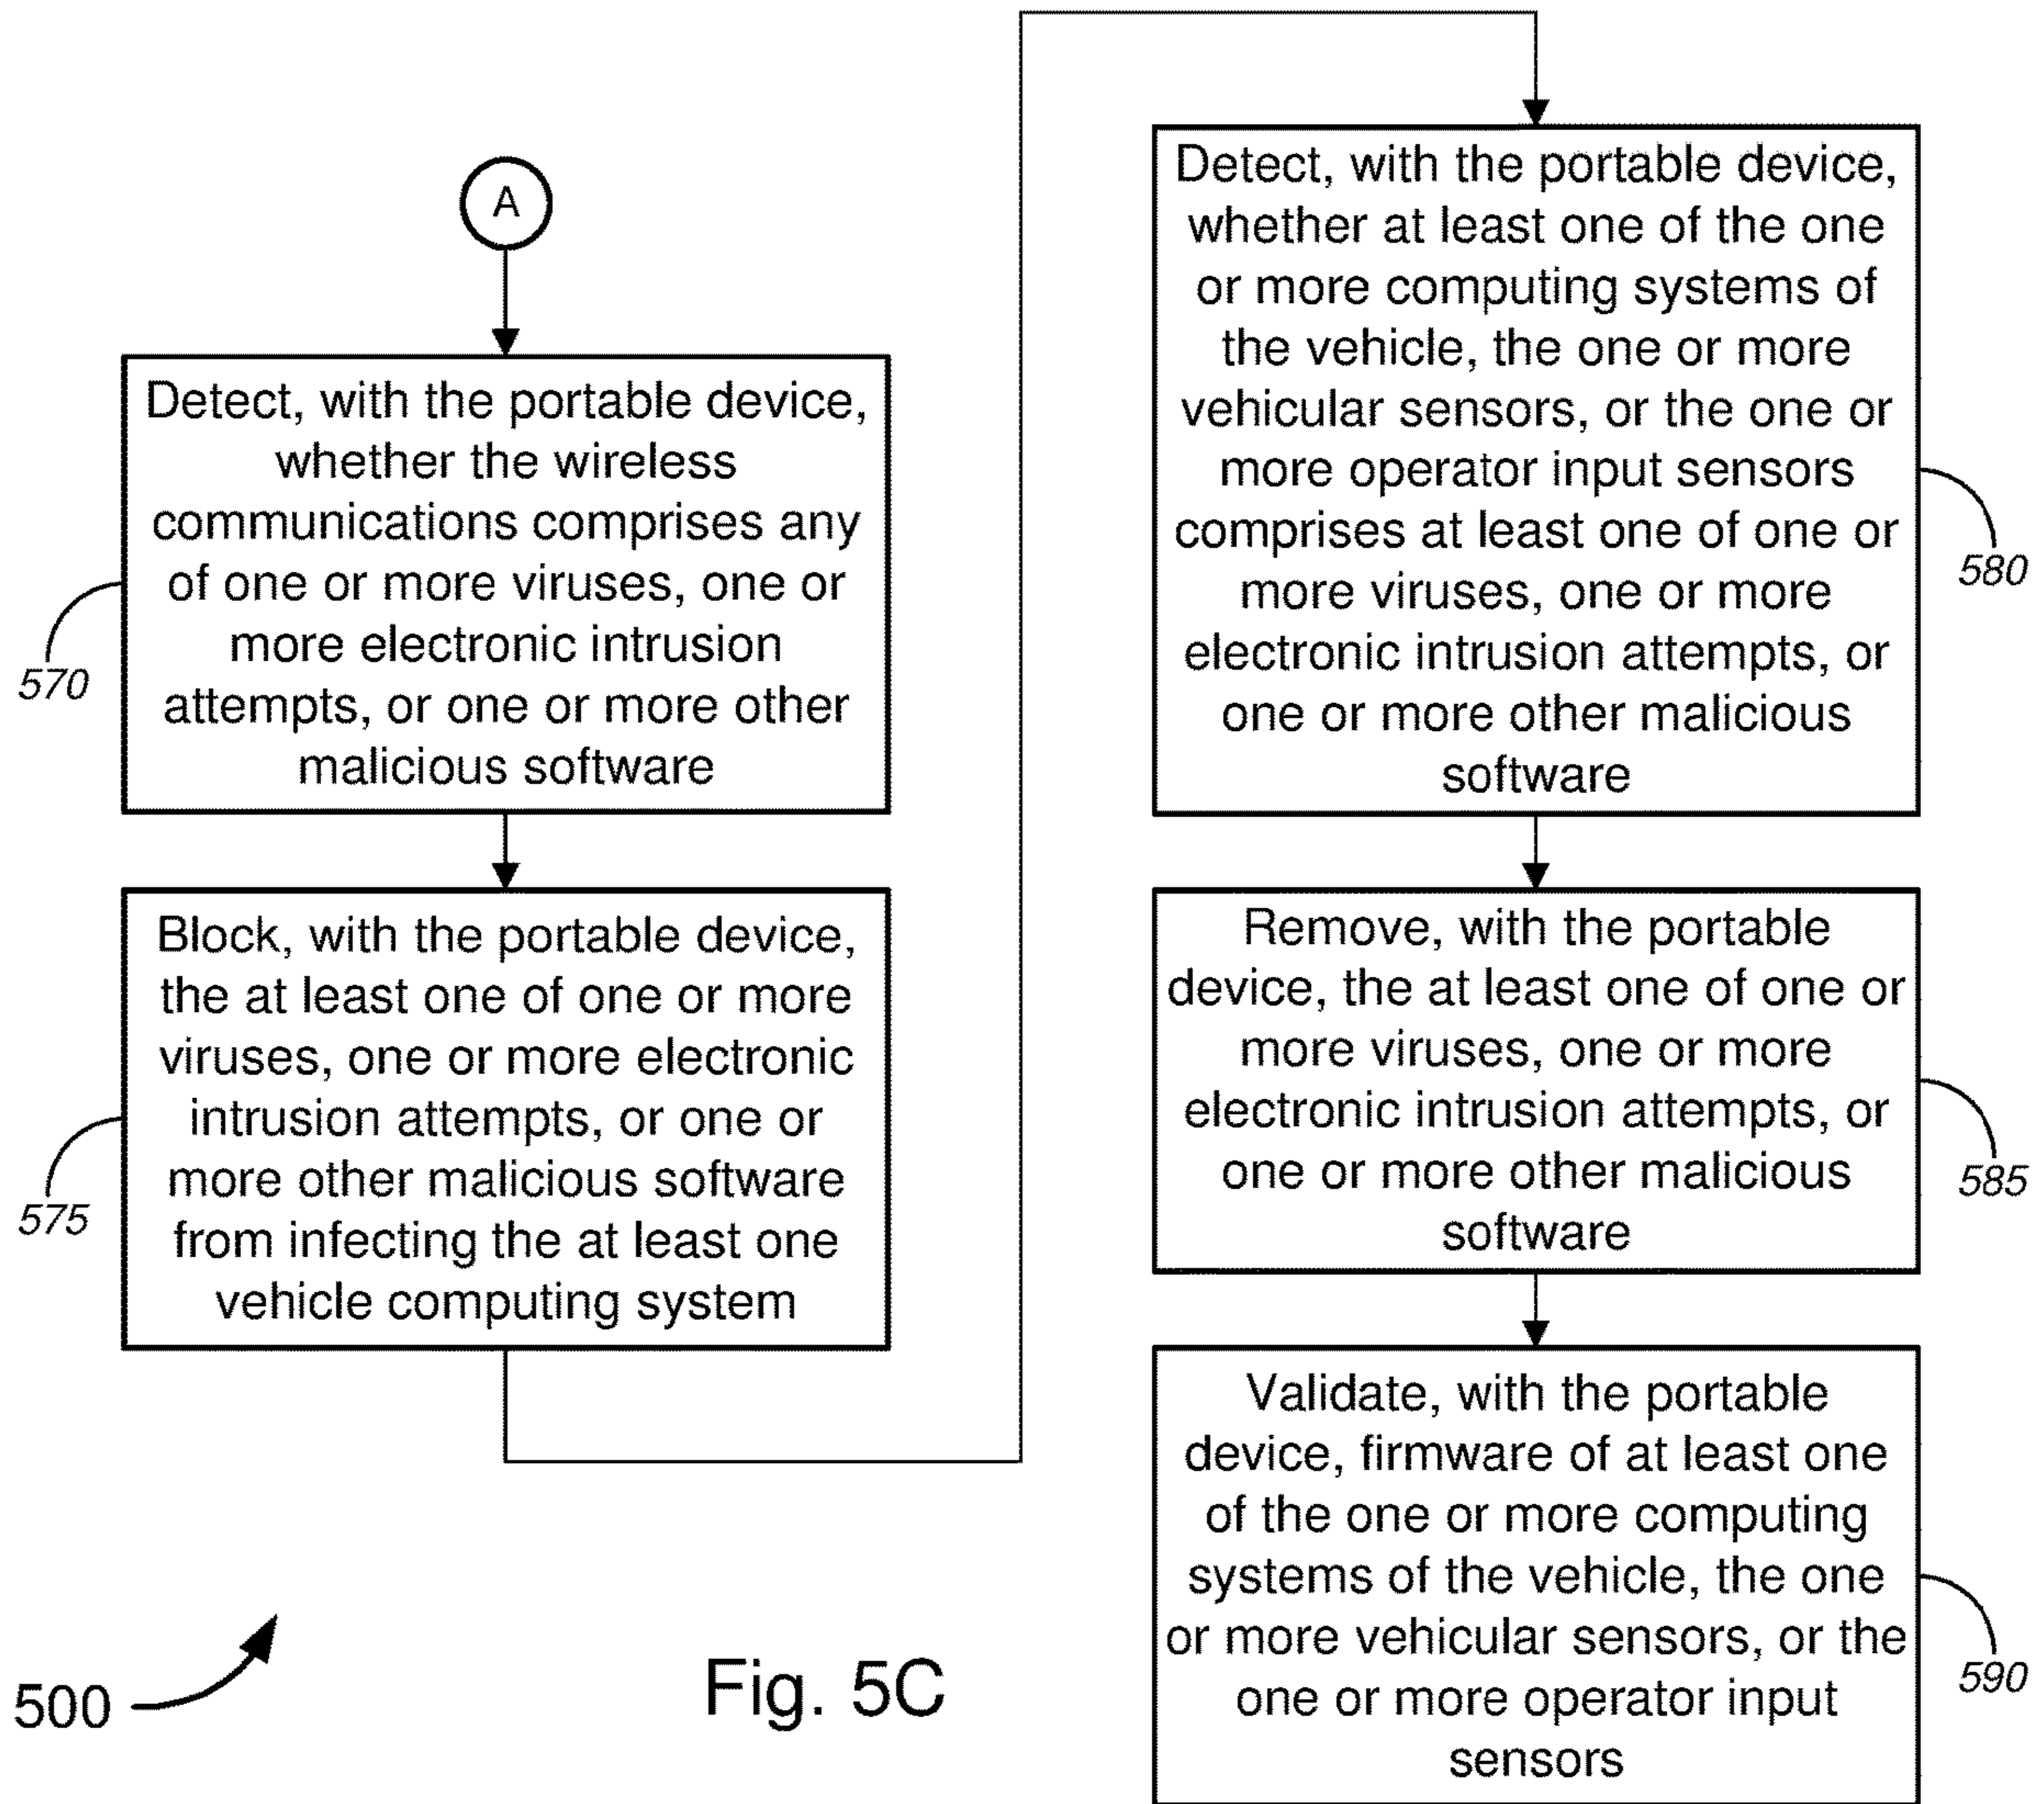 A
Detect, with the portable device,
whether the wireless
communications comprises any
of one or more viruses, one or
more electronic intrusion
attempts, or one or more other
malicious software
570
Block, with the portable device,
the at least one of one or more
viruses, one or more electronic
intrusion attempts, or one or
more other malicious software
from infecting the at least one
vehicle computing system
575
Detect, with the portable device,
whether at least one of the one
or more computing systems of
the vehicle, the one or more
vehicular sensors, or the one or
more operator input sensors
comprises at least one of one or
more viruses, one or more
electronic intrusion attempts, or
one or more other malicious
software
580
Remove, with the portable
device, the at least one of one or
more viruses, one or more
electronic intrusion attempts, or
one or more other malicious
software
585
Validate, with the portable
device, firmware of at least one
of the one or more computing
systems of the vehicle, the one
or more vehicular sensors, or the
one or more operator input
sensors
590
500
Fig. 5C